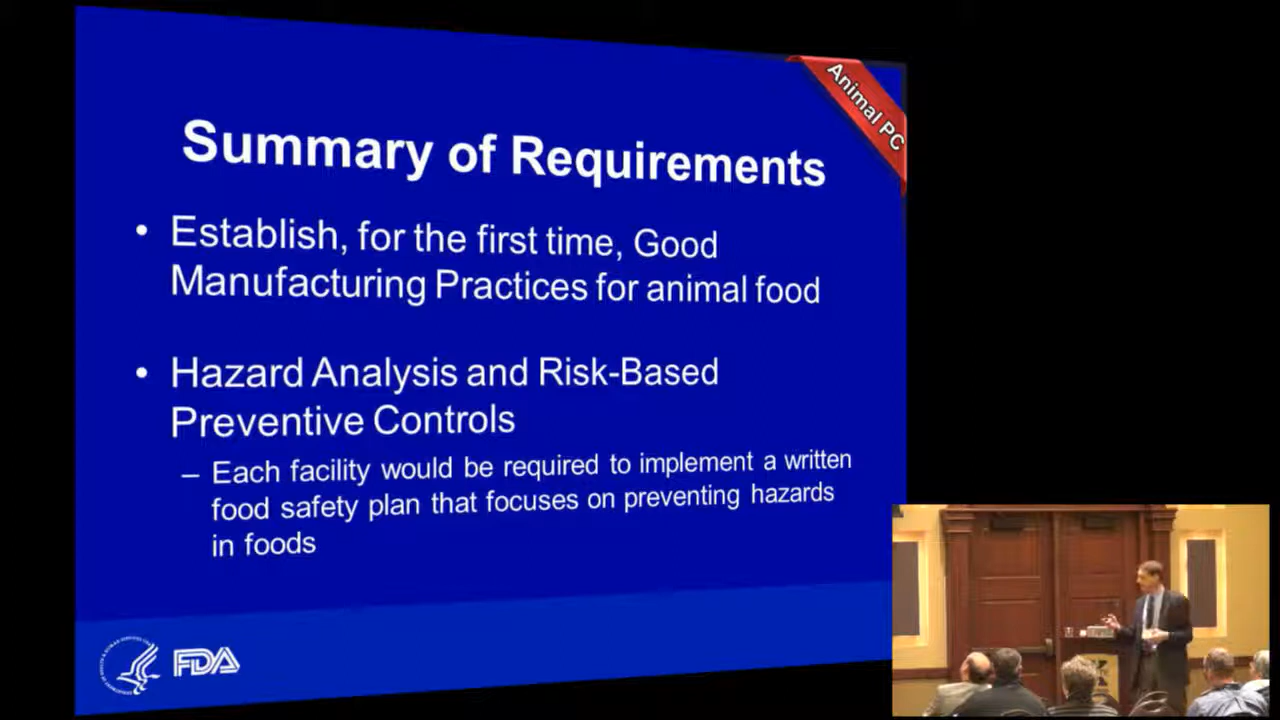 Animal PC
Summary of Requirements
• Establish, for the first time, Good
Manufacturing Practices for animal food
• Hazard Analysis and Risk-Based
Preventive Controls
– Each facility would be required to implement a written
food safety plan that focuses on preventing hazards
in foods
FDA